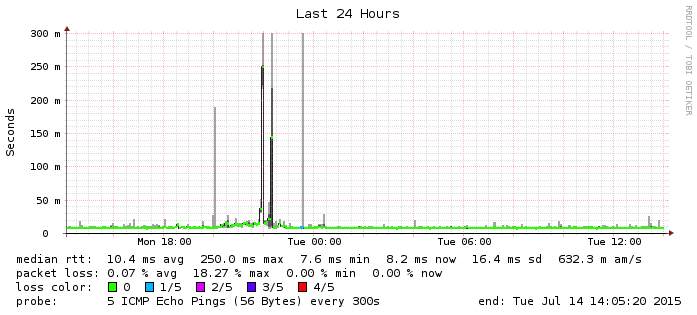 Last 24 Hours
RRDTOOL / TOBI OETIKER
Seconds
300 m
250 m
200 m
150 m
100 m
50 m
0
Mon 18:00 Tue 00:00 Tue 06:00 Tue 12:00
median rtt: 10.4 ms avg 250.0 ms max 7.6 ms min 8.2 ms now 16.4 ms sd 632.3 m am/s
packet loss: 0.07 % avg 18.27 % max 0.00 % min 0.00 % now
loss color: 0 1/5 2/5 3/5 4/5
probe: 5 ICMP Echo Pings (56 Bytes) every 300s end: Tue Jul 14 14:05:20 2015